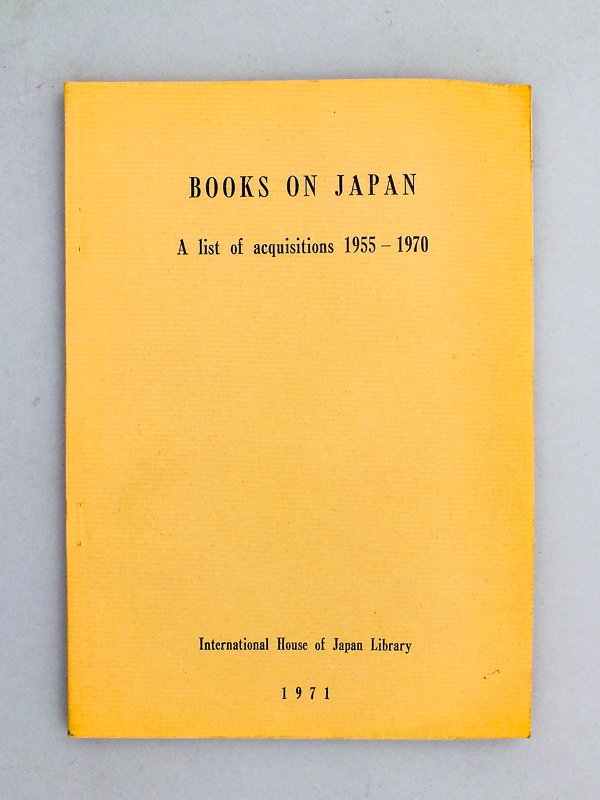 BOOKS ON JAPAN
A list of acquisitions 1955 – 1970
International House of Japan Library
1971